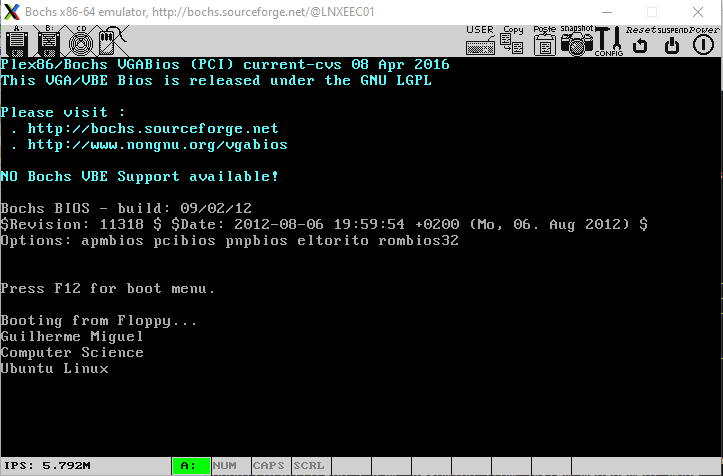 Bochs x86-64 emulator, http://bochs.sourceforge.net/@LNXEEC01
A: B: CD USER Copy Paste Snapshot CONFIG Reset SUSPEND Power
Plex86/Bochs VGABios (PCI) current-cvs 08 Apr 2016
This VGA/VBE Bios is released under the GNU LGPL
Please visit :
. http://bochs.sourceforge.net
. http://www.nongnu.org/vgabios
NO Bochs VBE Support available!
Bochs BIOS - build: 09/02/12
$Revision: 11318 $ $Date: 2012-08-06 19:59:54 +0200 (Mo, 06. Aug 2012) $
Options: apmbios pcibios pnpbios eltorito rombios32
Press F12 for boot menu.
Booting from Floppy...
Guilherme Miguel
Computer Science
Ubuntu Linux
IPS: 5.792M A: NUM CAPS SCRL